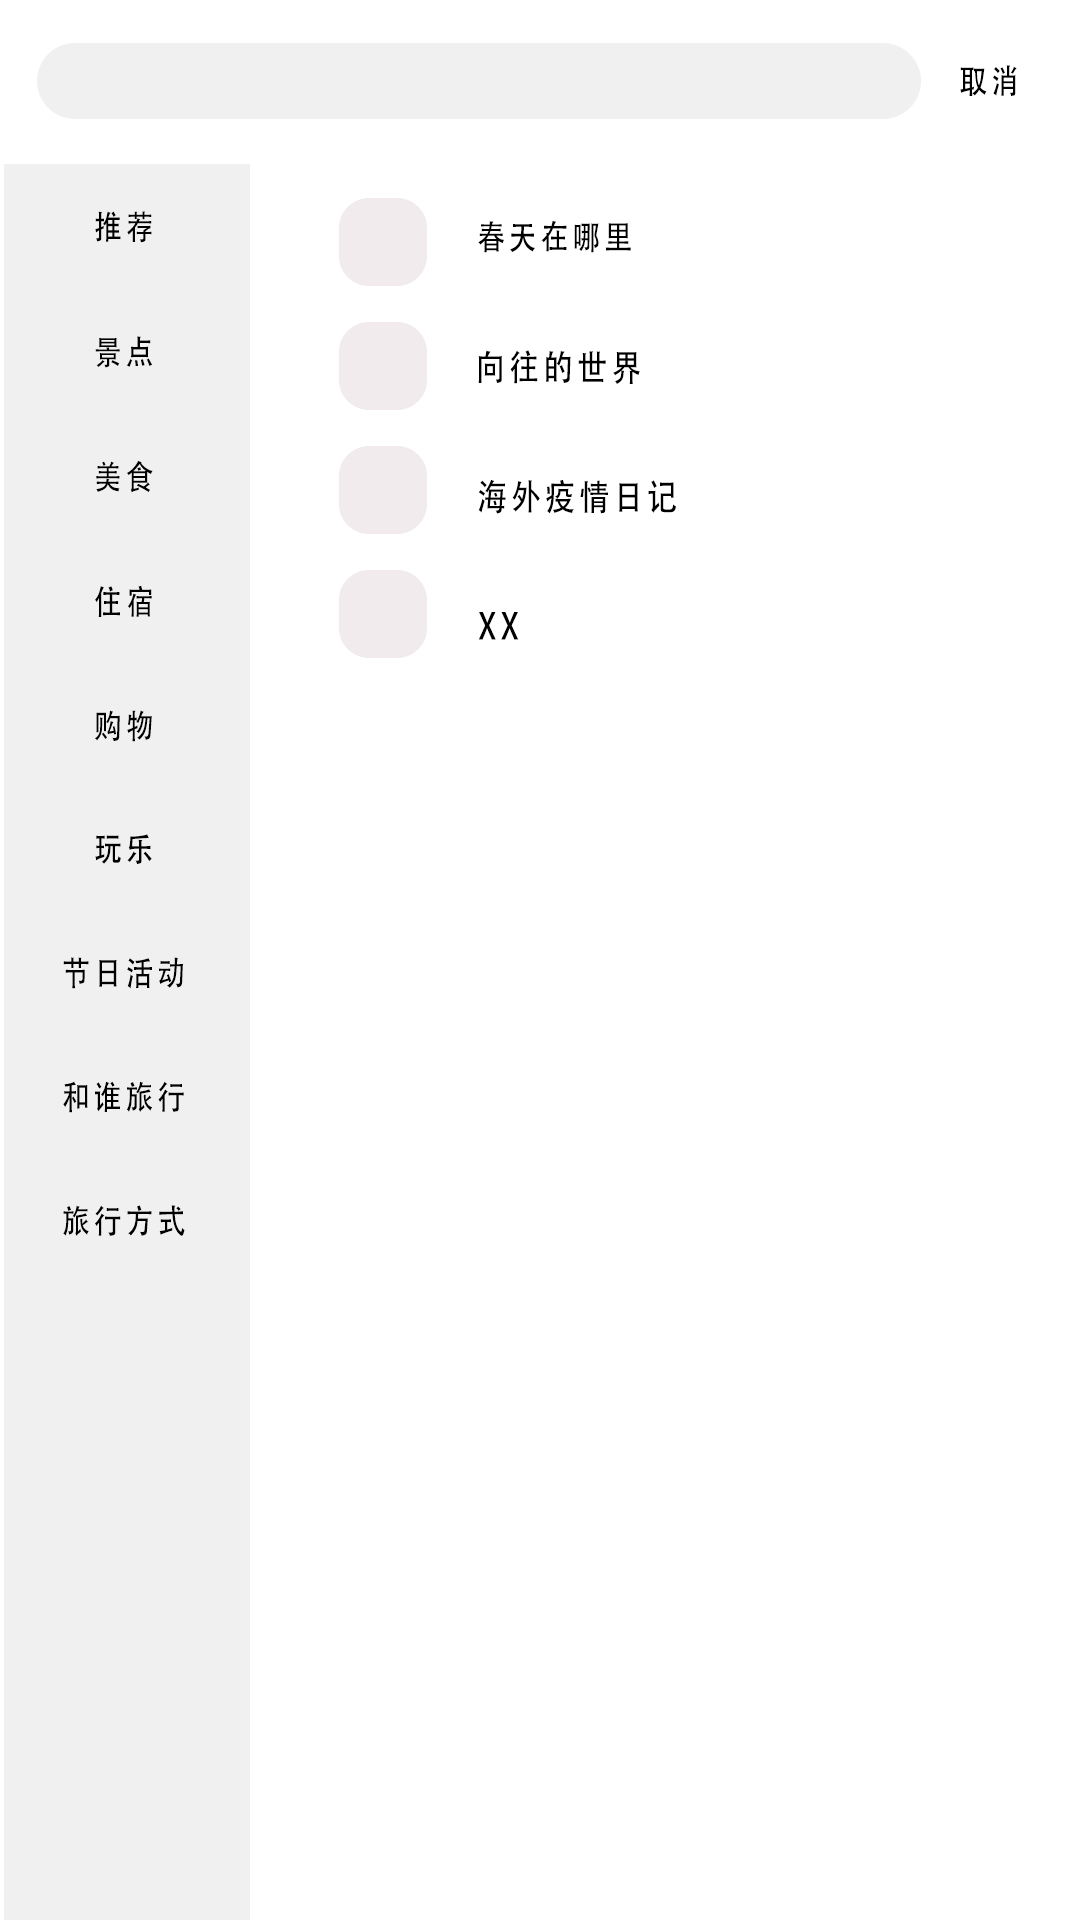 取消
推荐
景点
美食
住宿
购物
玩乐
节日活动
和谁旅行
旅行方式
春天在哪里
向往的世界
海外疫情日记
XX